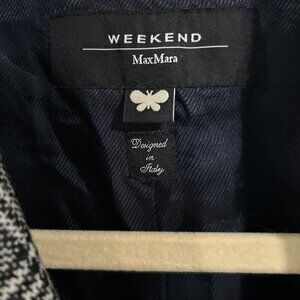 WEEKEND
MaxMara
Designed
in
Italy